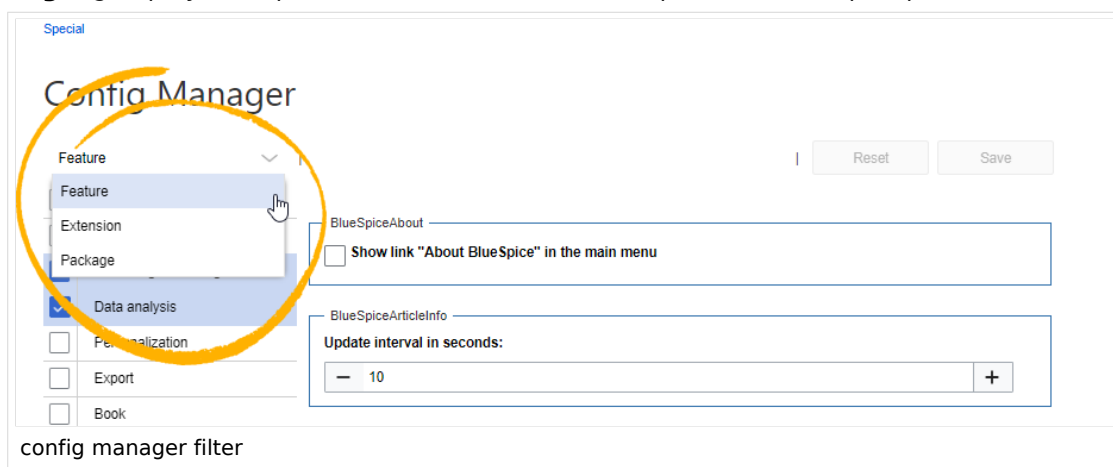 Special
Config Manager
Feature
Reset
Save
Feature
Extension
Package
BlueSpiceAbout
Show link "About BlueSpice" in the main menu
Data analysis
BlueSpiceArticleInfo
Personalization
Update interval in seconds:
Export
− 10 +
Book
config manager filter